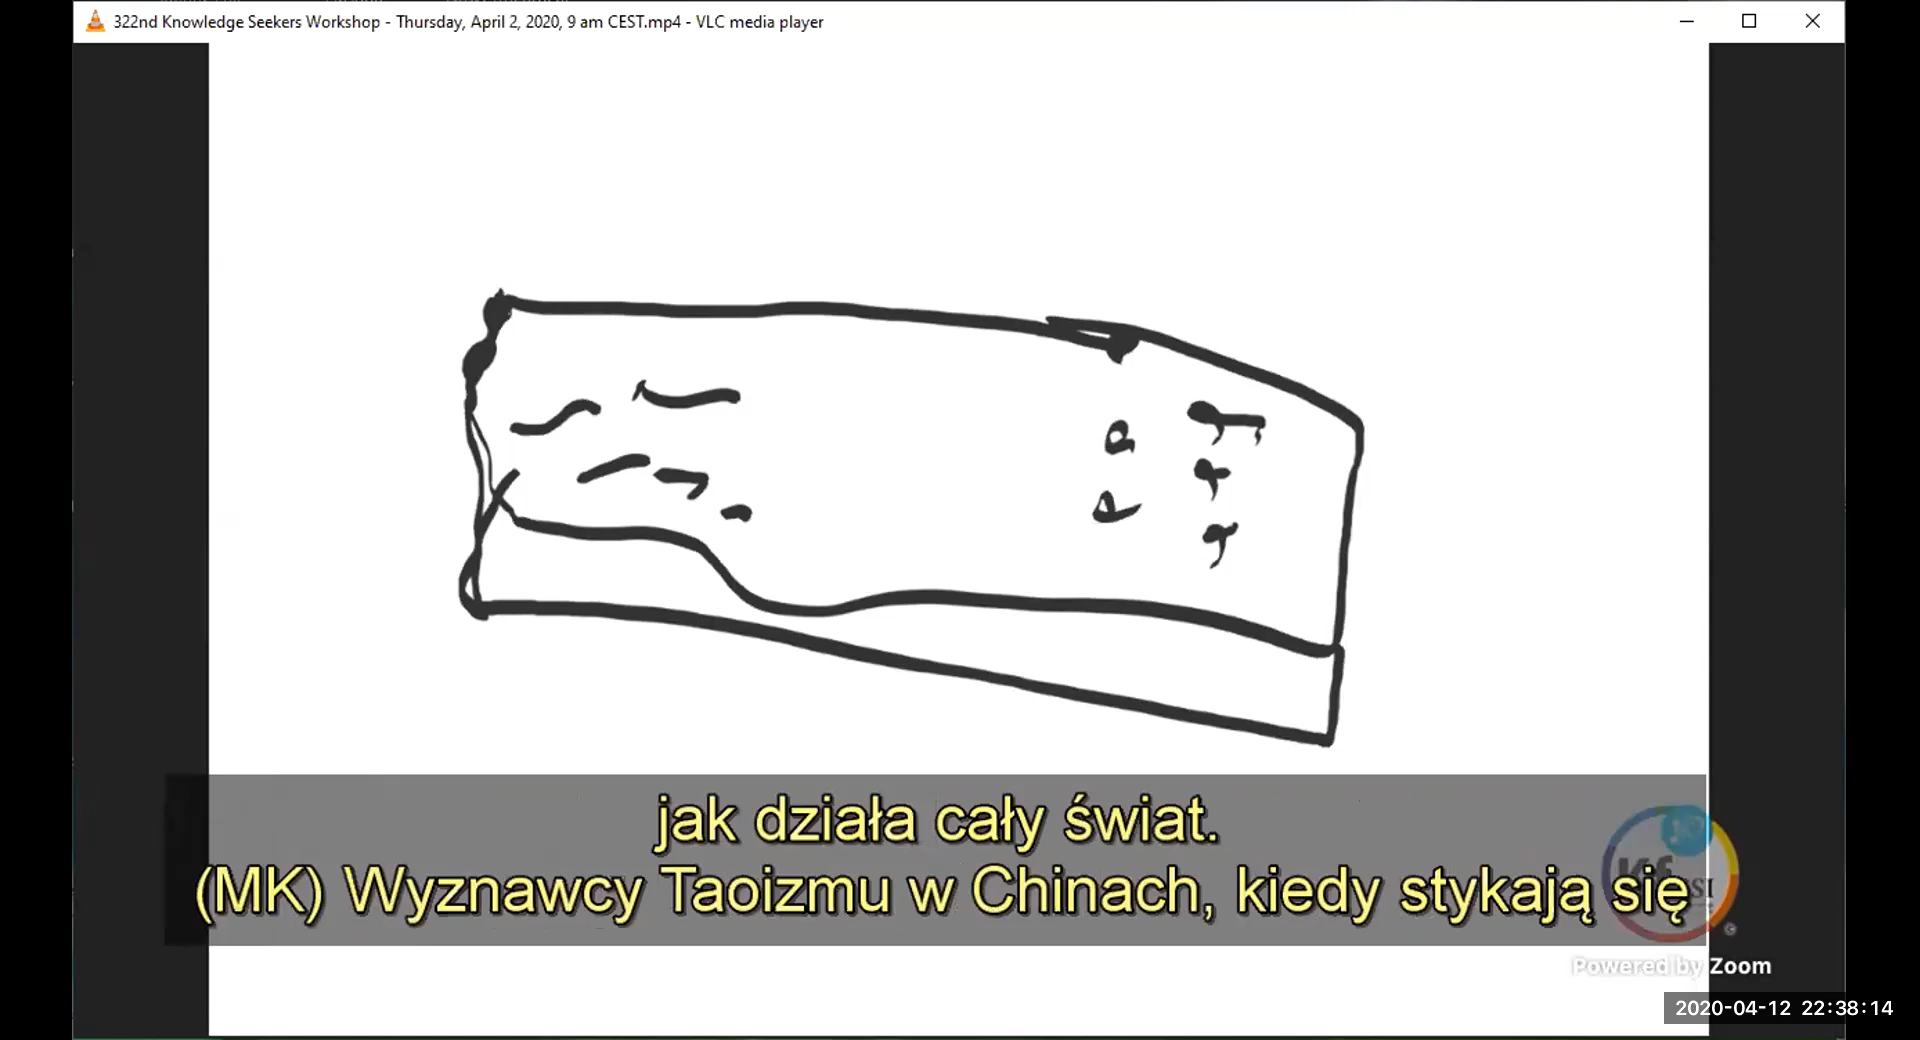 322nd Knowledge Seekers Workshop - Thursday, April 2, 2020, 9 am CEST.mp4 - VLC media player
jak działa cały świat.
(MK) Wyznawcy Taoizmu w Chinach, kiedy stykają się
Powered by Zoom
2020-04-12 22:38:14